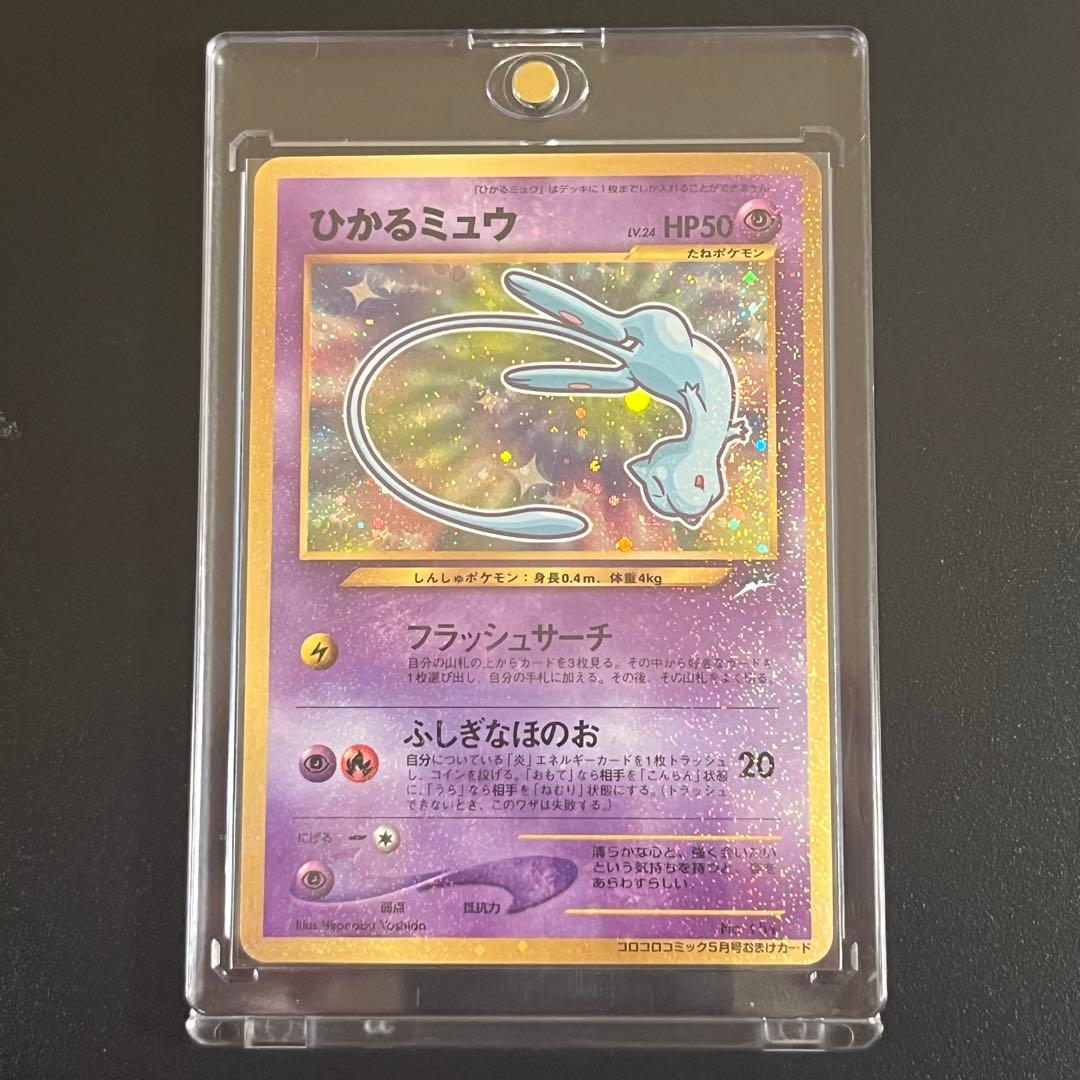 「ひかるミュウ」はデッキに1枚までしか入れることができません
ひかるミュウ
LV.24 HP50
たねポケモン
しんしゅポケモン:身長0.4m、体重4kg
フラッシュサーチ
自分の山札の上からカードを3枚見る。その中から好きなカードを
1枚選び出し、自分の手札に加える。その後、その山札をよく切る。
ふしぎなほのお
自分についている「炎」エネルギーカードを1枚トラッシュ
し、コインを投げる。「おもて」なら相手を「こんらん」状態
に、「うら」なら相手を「ねむり」状態にする。(トラッシュ
できないとき、このワザは失敗する。)
20
にげる
清らかな心と、強く会いたい
という気持ちを持つと、姿を
あらわすらしい。
弱点
抵抗力
Illus. Hironobu Yoshida
No. 151
コロコロコミック5月号おまけカード